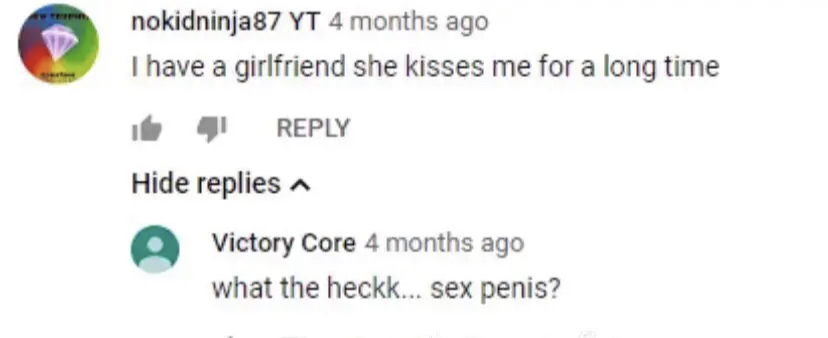 nokidninja87 YT 4 months ago
I have a girlfriend she kisses me for a long time
REPLY
Hide replies
Victory Core 4 months ago
what the heckk... sex penis?